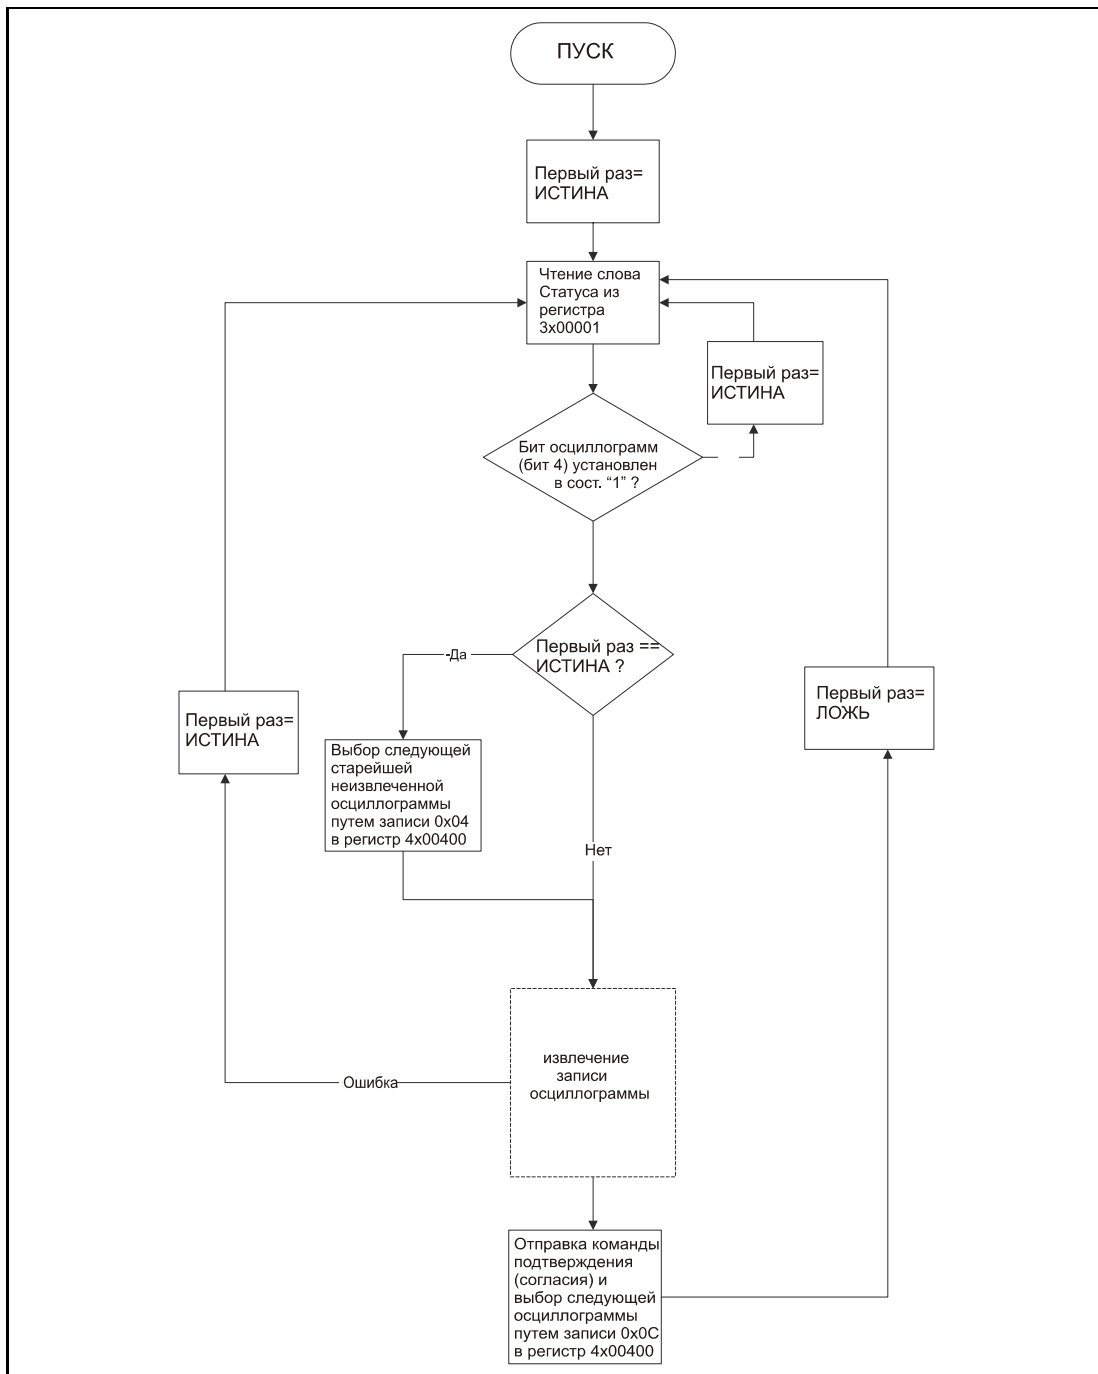 ПУСК
Первый раз=
ИСТИНА
Чтение слова
Статуса из
регистра
3x00001
Первый раз=
ИСТИНА
Бит осциллограмм
(бит 4) установлен
в сост. “1” ?
Первый раз ==
ИСТИНА ?
-Да
Первый раз=
ЛОЖЬ
Первый раз=
ИСТИНА
Выбор следующей
старейшей
неизвлеченной
осциллограммы
путем записи 0x04
в регистр 4x00400
Нет
извлечение
записи
осциллограммы
Ошибка
Отправка команды
подтверждения
(согласия) и
выбор следующей
осциллограммы
путем записи 0x0C
в регистр 4x00400